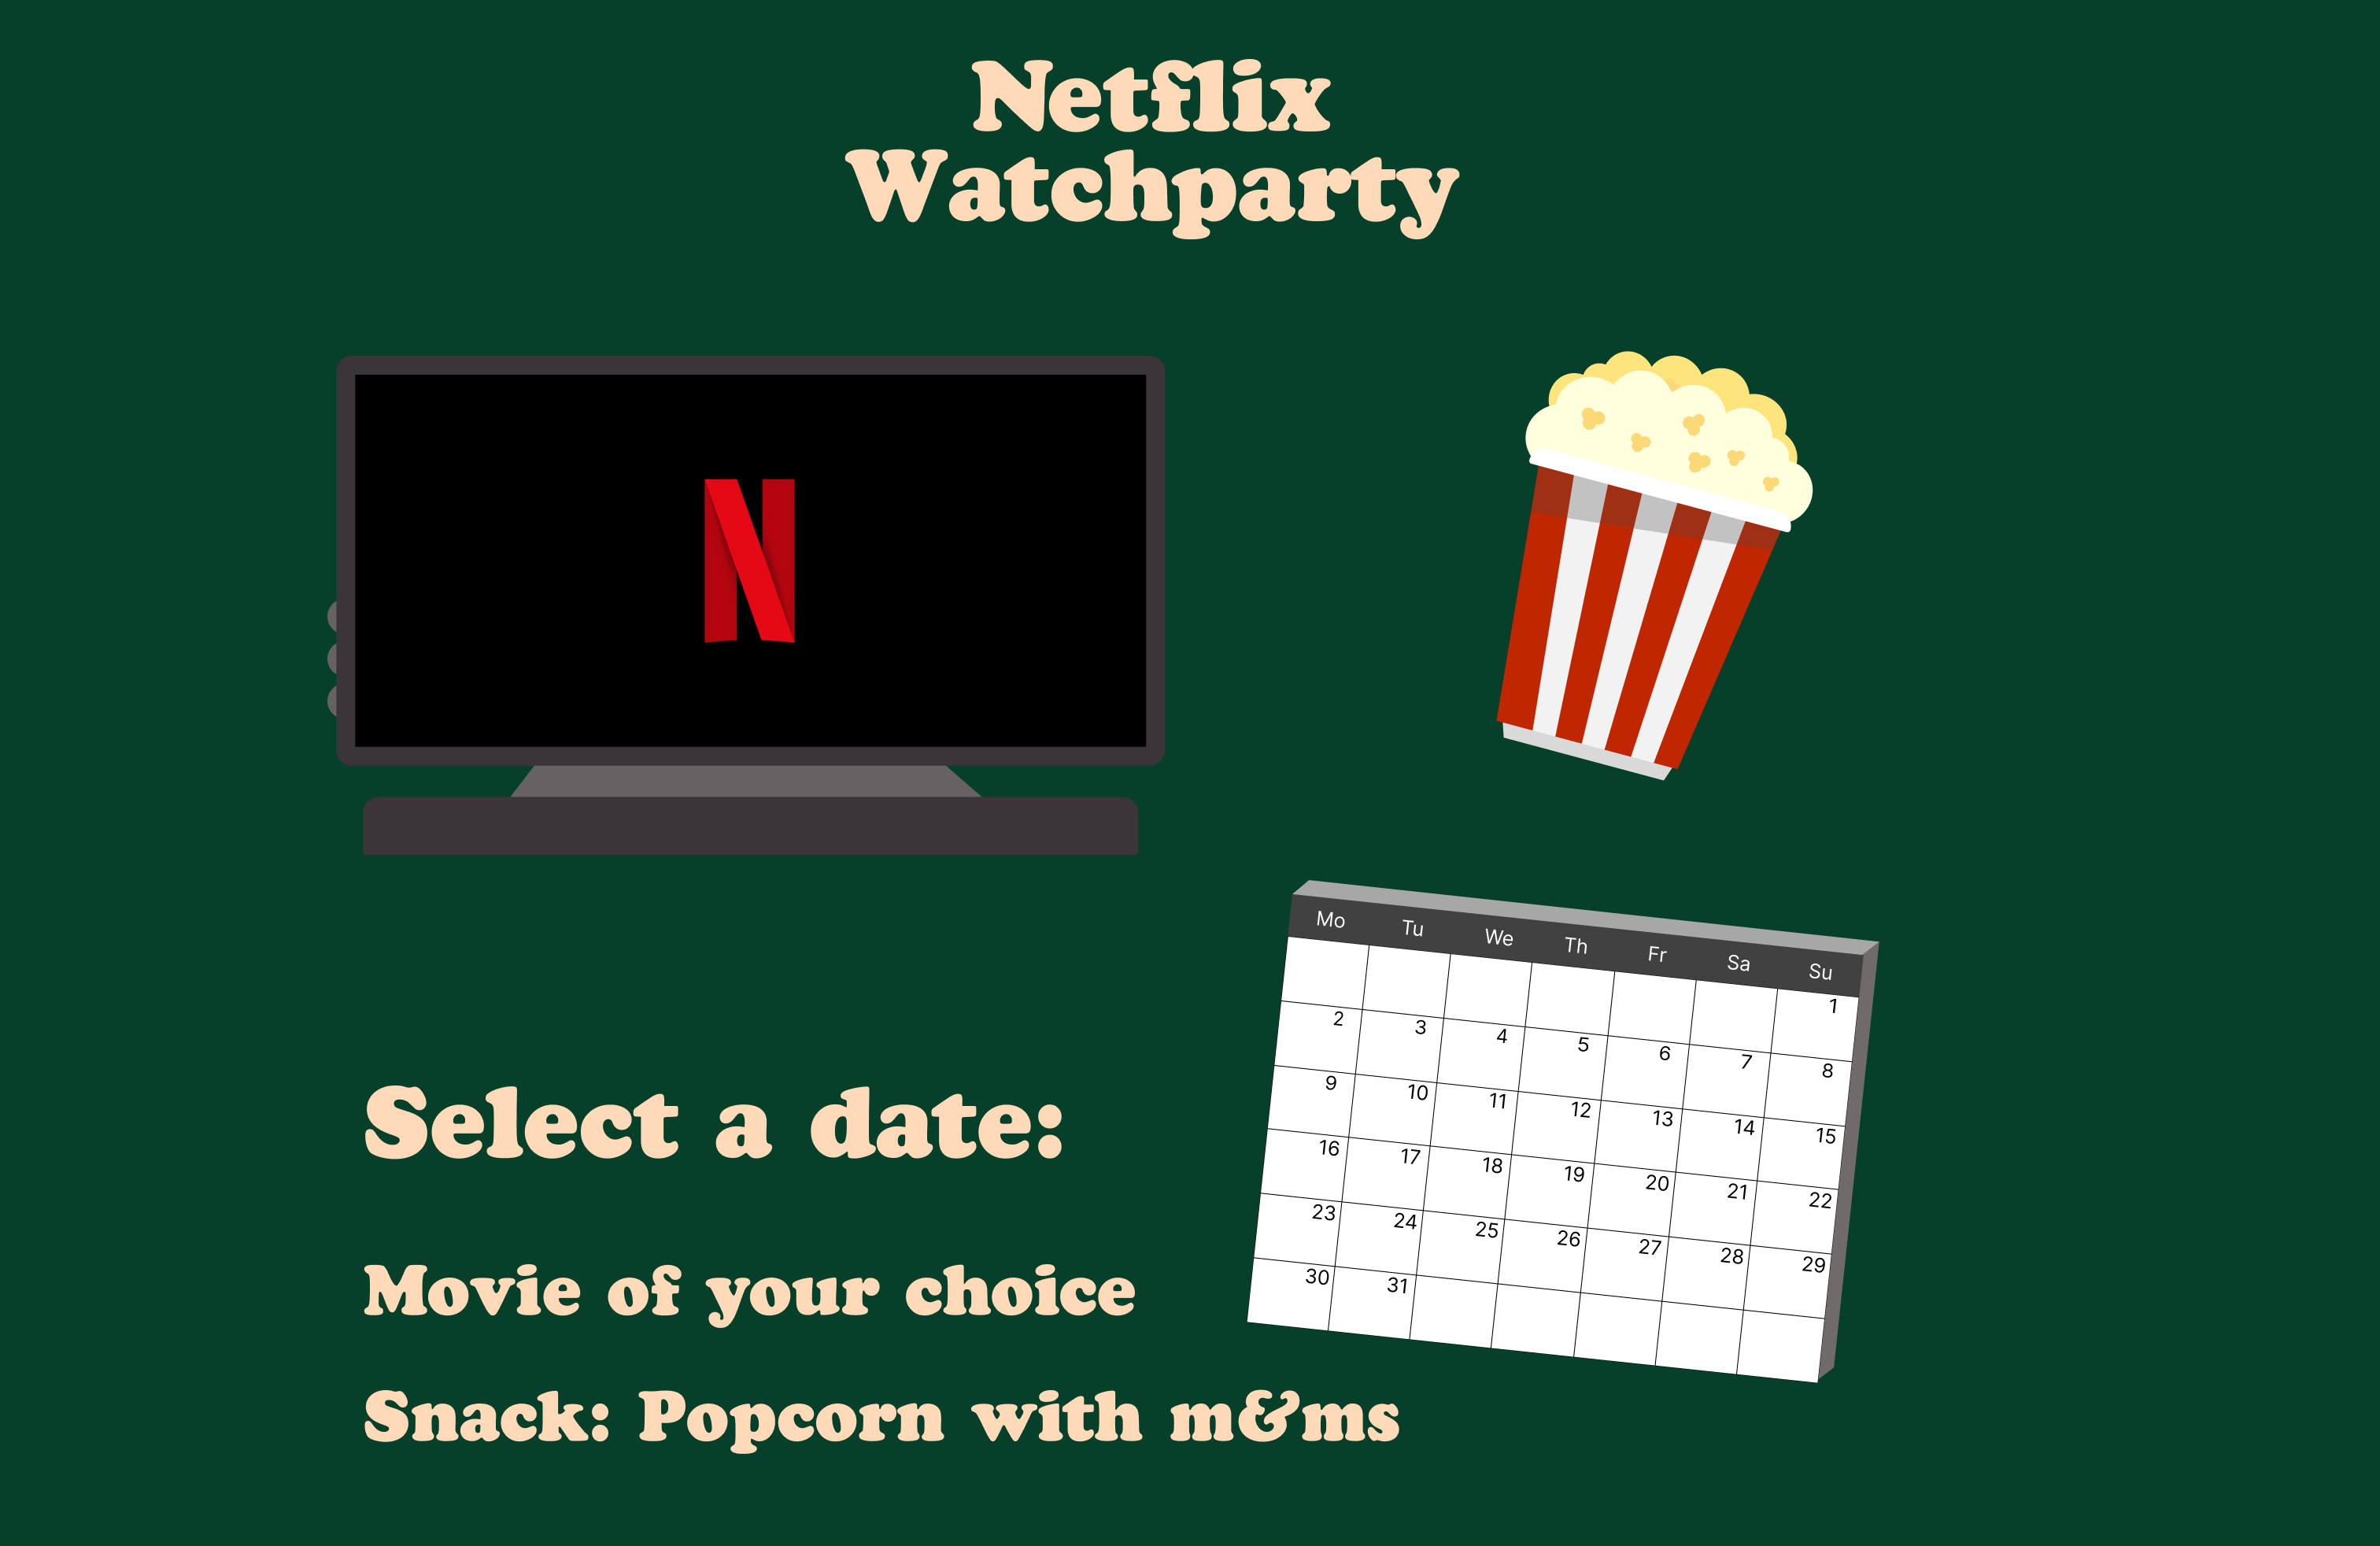 Netflix
Watchparty
N
Mo Tu We Th Fr Sa Su
1
2 3 4 5 6 7 8
9 10 11 12 13 14 15
16 17 18 19 20 21 22
23 24 25 26 27 28 29
30 31
Select a date:
Movie of your choice
Snack: Popcorn with m&ms